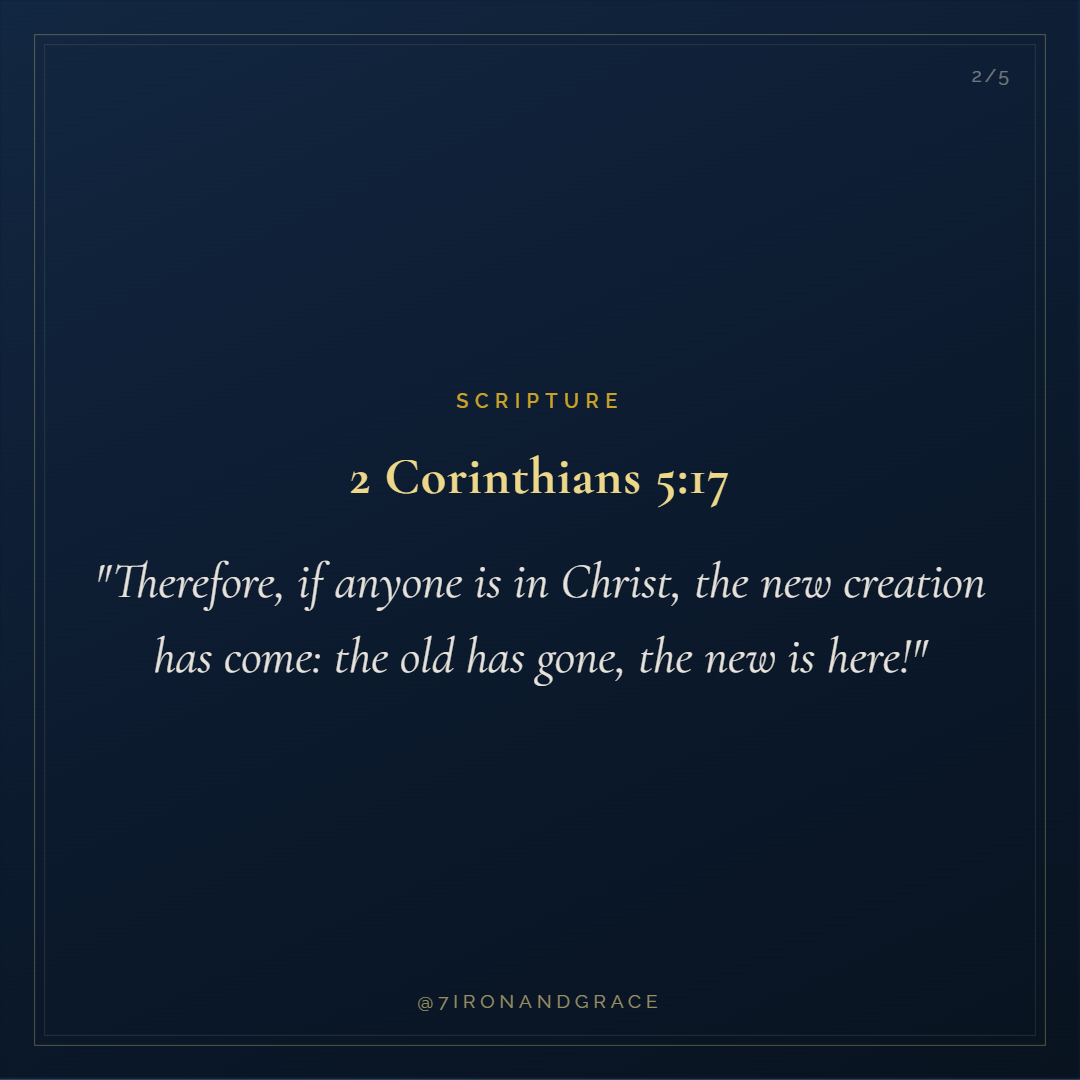 2/5
SCRIPTURE
2 Corinthians 5:17
"Therefore, if anyone is in Christ, the new creation
has come: the old has gone, the new is here!"
@7IRONANDGRACE